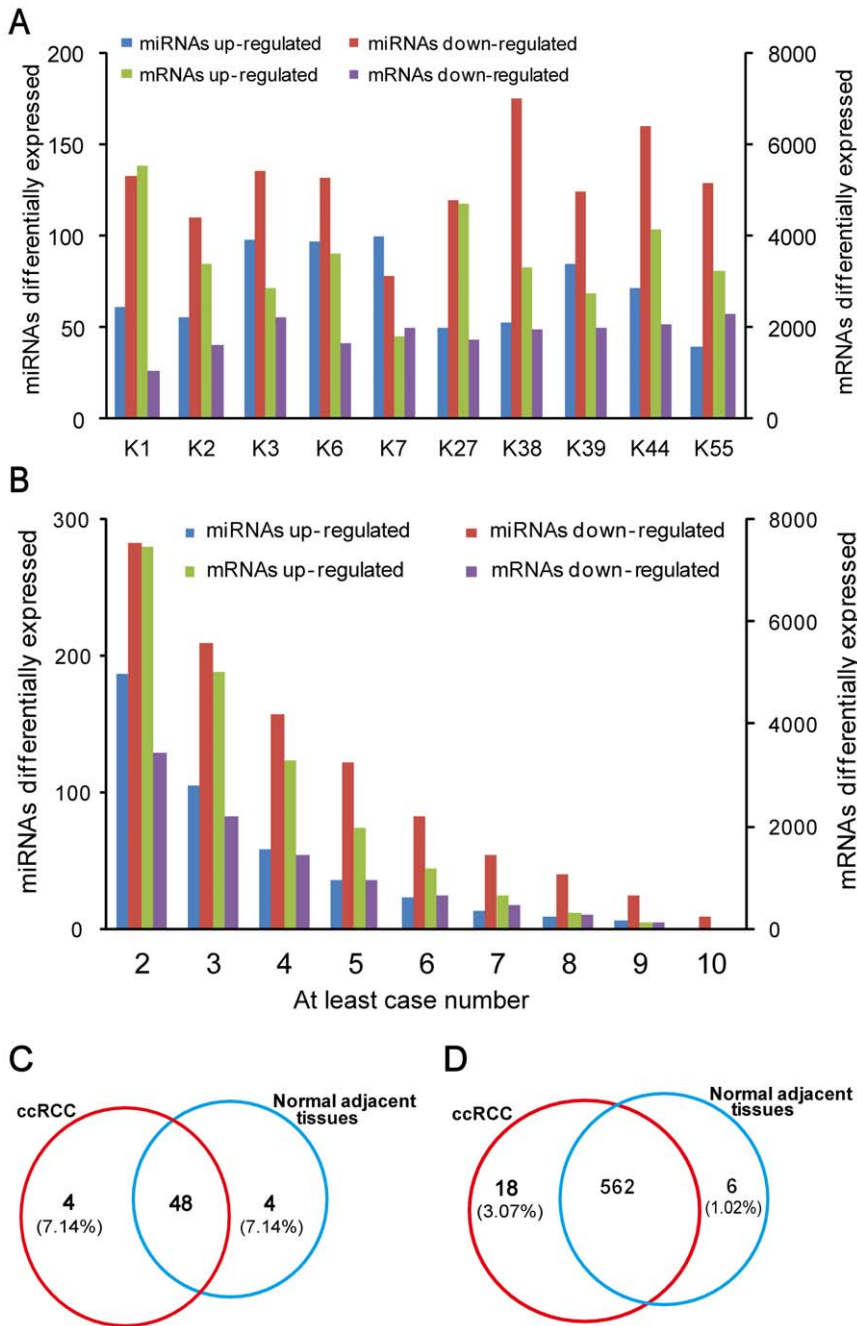 A
miRNAs up-regulated
miRNAs down-regulated
mRNAs up-regulated
mRNAs down-regulated
miRNAs differentially expressed
200
150
100
50
0
mRNAs differentially expressed
8000
6000
4000
2000
0
K1 K2 K3 K6 K7 K27 K38 K39 K44 K55
B
miRNAs up-regulated
miRNAs down-regulated
mRNAs up-regulated
mRNAs down-regulated
miRNAs differentially expressed
300
200
100
0
mRNAs differentially expressed
8000
6000
4000
2000
0
2 3 4 5 6 7 8 9 10
At least case number
C
ccRCC
Normal adjacent
tissues
4
(7.14%)
48
4
(7.14%)
D
ccRCC
Normal adjacent
tissues
18
(3.07%)
562
6
(1.02%)